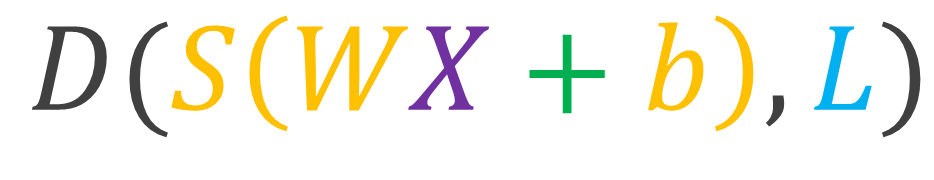 D(S(WX + b), L)